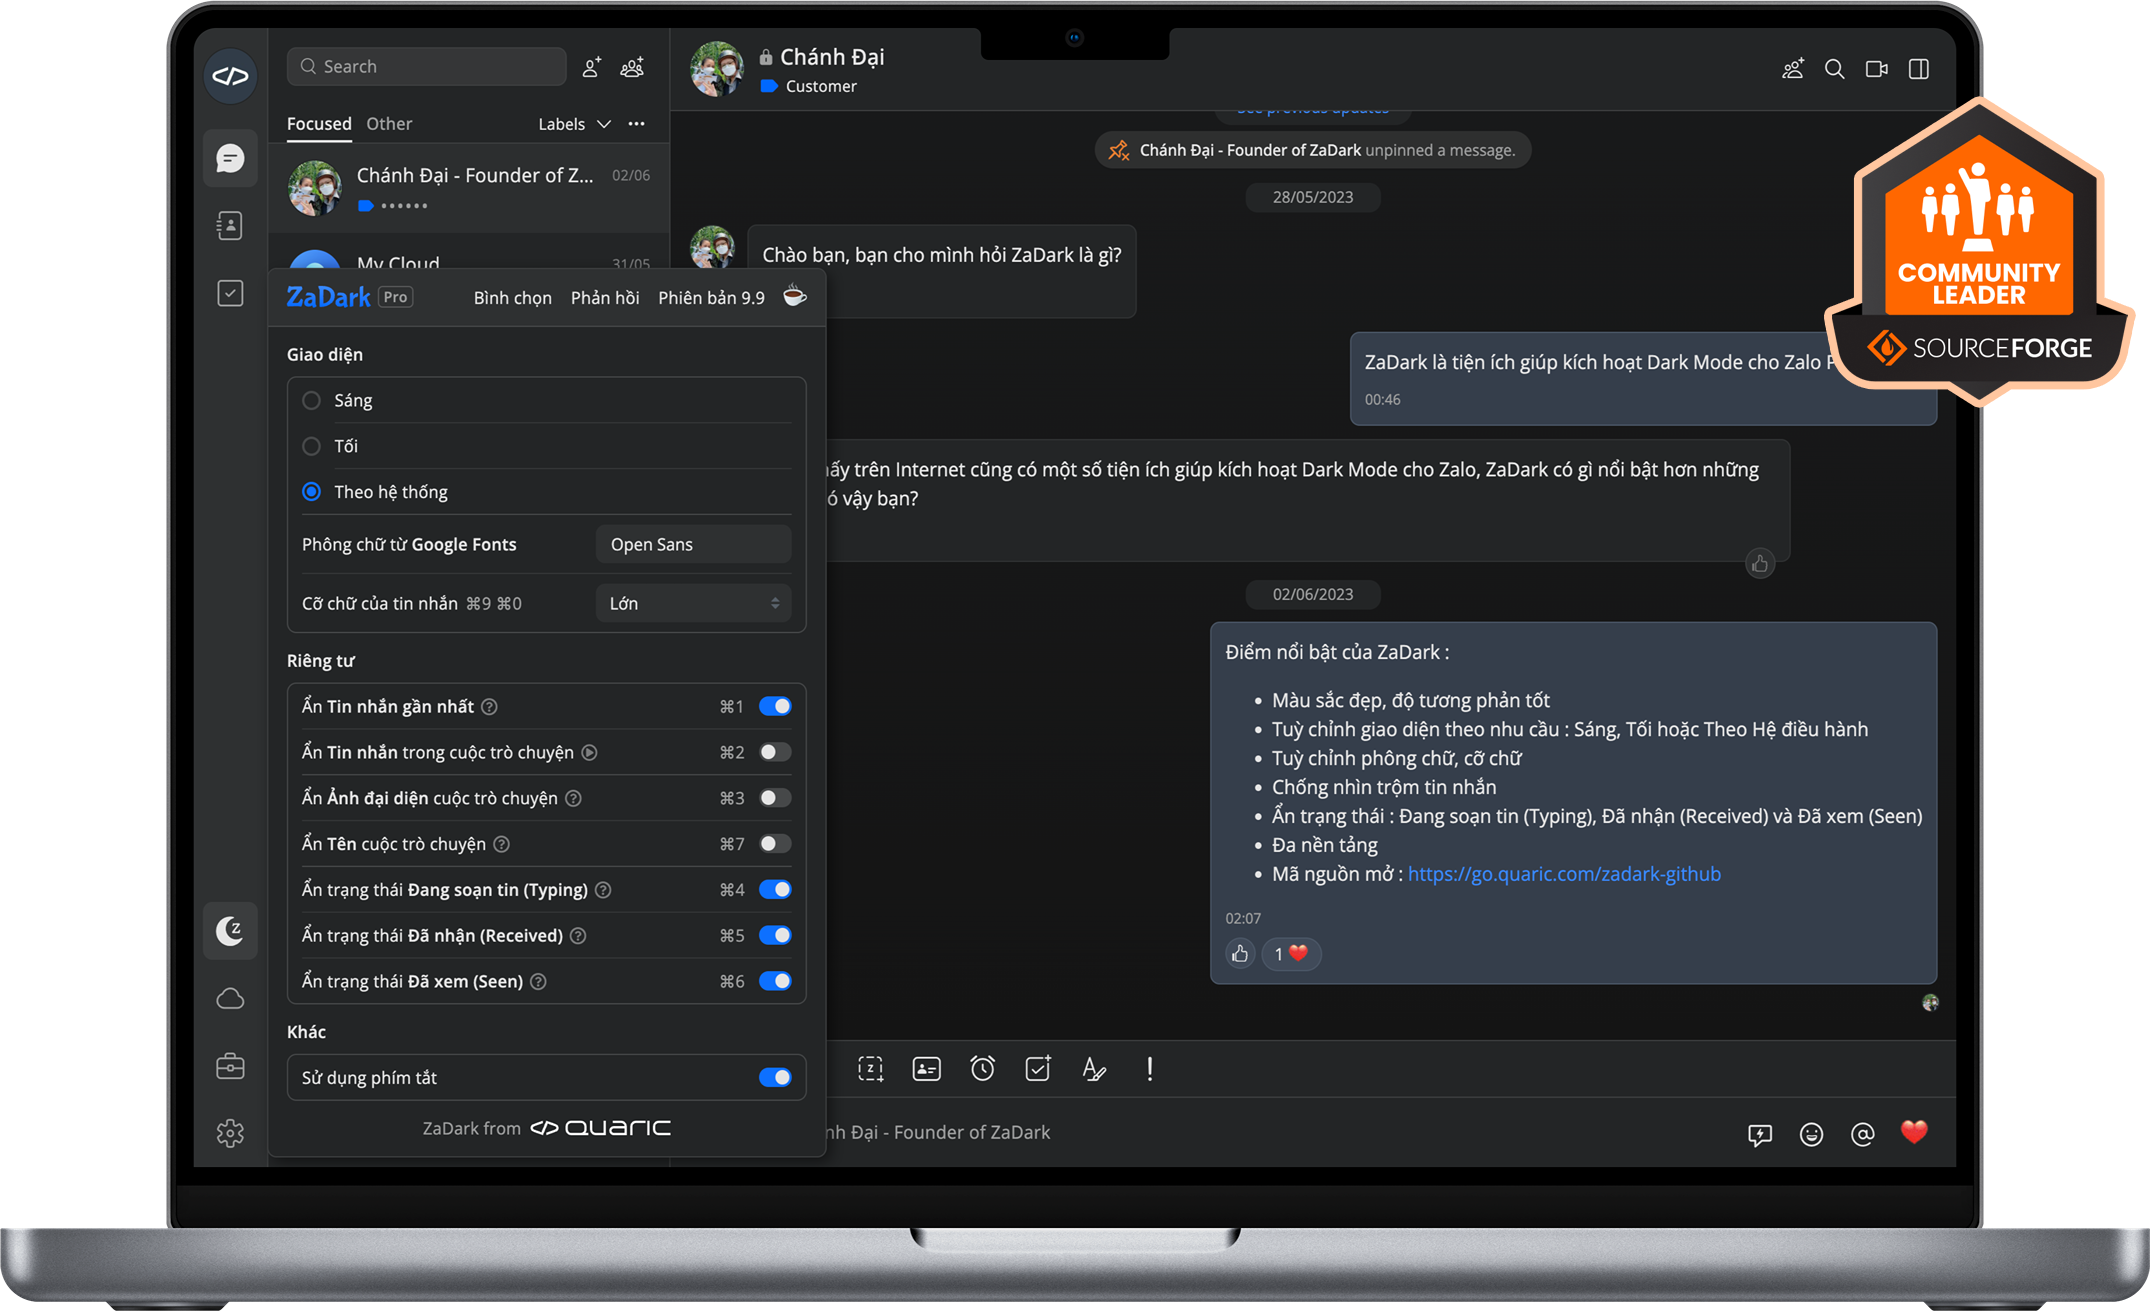 Search
Focused
Other
Labels
Chánh Đại - Founder of Z...
02/06
My Cloud
31/05
ZaDark
Pro
Bình chọn
Phản hồi
Phiên bản 9.9
Giao diện
Sáng
Tối
Theo hệ thống
Phông chữ từ Google Fonts
Open Sans
Cỡ chữ của tin nhắn ⌘9 ⌘0
Lớn
Riêng tư
Ẩn Tin nhắn gần nhất
⌘1
Ẩn Tin nhắn trong cuộc trò chuyện
⌘2
Ẩn Ảnh đại diện cuộc trò chuyện
⌘3
Ẩn Tên cuộc trò chuyện
⌘7
Ẩn trạng thái Đang soạn tin (Typing)
⌘4
Ẩn trạng thái Đã nhận (Received)
⌘5
Ẩn trạng thái Đã xem (Seen)
⌘6
Khác
Sử dụng phím tắt
ZaDark from QUARIC
Chánh Đại
Customer
See previous updates
Chánh Đại - Founder of ZaDark unpinned a message.
28/05/2023
Chào bạn, bạn cho mình hỏi ZaDark là gì?
ZaDark là tiện ích giúp kích hoạt Dark Mode cho Zalo
00:46
trên Internet cũng có một số tiện ích giúp kích hoạt Dark Mode cho Zalo, ZaDark có gì nổi bật hơn những
vậy bạn?
02/06/2023
Điểm nổi bật của ZaDark :
• Màu sắc đẹp, độ tương phản tốt
• Tuỳ chỉnh giao diện theo nhu cầu : Sáng, Tối hoặc Theo Hệ điều hành
• Tuỳ chỉnh phông chữ, cỡ chữ
• Chống nhìn trộm tin nhắn
• Ẩn trạng thái : Đang soạn tin (Typing), Đã nhận (Received) và Đã xem (Seen)
• Đa nền tảng
• Mã nguồn mở : https://go.quaric.com/zadark-github
02:07
1
Đại - Founder of ZaDark
COMMUNITY
LEADER
SOURCEFORGE